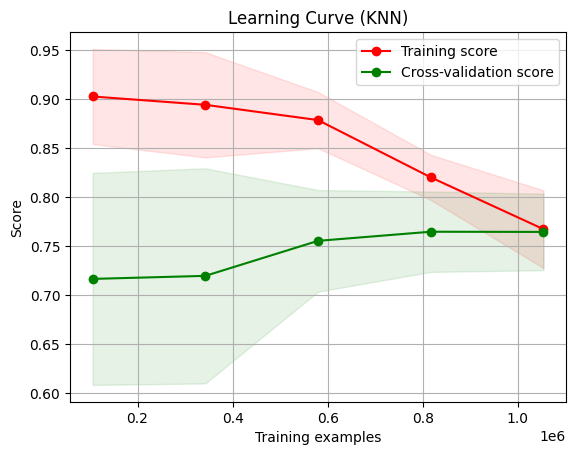 Learning Curve (KNN)
Training score
Cross-validation score
Score
0.95
0.90
0.85
0.80
0.75
0.70
0.65
0.60
0.2 0.4 0.6 0.8 1.0
1e6
Training examples